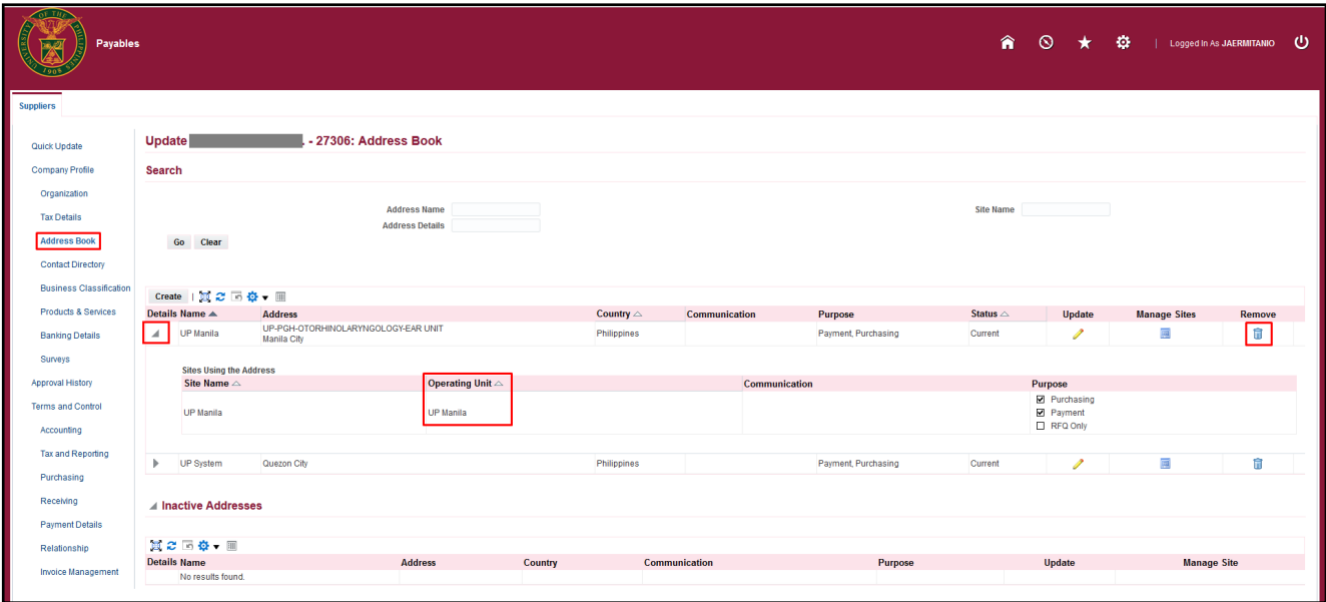 UNIVERSITY OF THE PHILIPPINES
1908
Payables
Logged In As JAERMITANIO
Suppliers
Quick Update
Company Profile
Organization
Tax Details
Address Book
Contact Directory
Business Classification
Products & Services
Banking Details
Surveys
Approval History
Terms and Control
Accounting
Tax and Reporting
Purchasing
Receiving
Payment Details
Relationship
Invoice Management
Update . - 27306: Address Book
Search
Address Name
Address Details
Site Name
Go Clear
Create
Details Name Address Country Communication Purpose Status Update Manage Sites Remove
UP Manila UP-PGH-OTORHINOLARYNGOLOGY-EAR UNIT Philippines Payment, Purchasing Current
Manila City
Sites Using the Address
Site Name Operating Unit Communication Purpose
UP Manila UP Manila
Purchasing
Payment
RFQ Only
UP System Quezon City Philippines Payment, Purchasing Current
Inactive Addresses
Details Name Address Country Communication Purpose Update Manage Site
No results found.